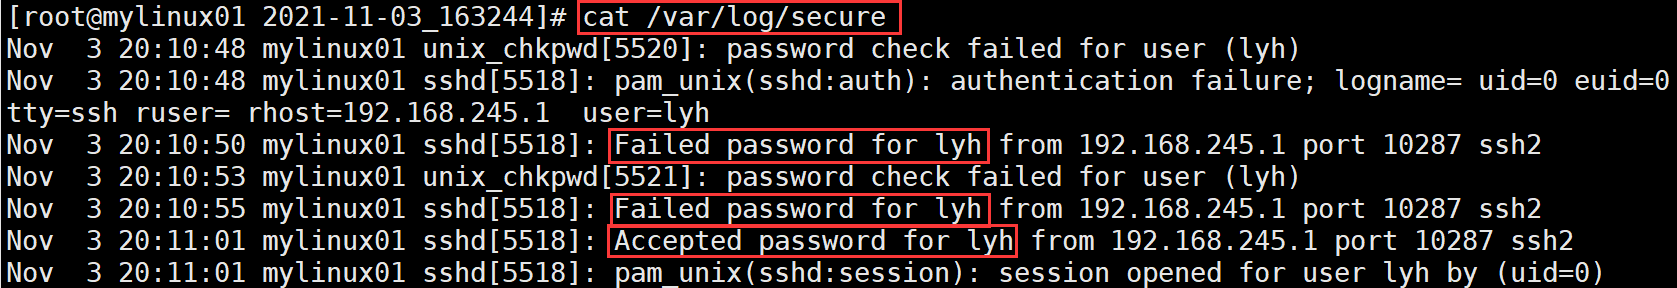 [root@mylinux01 2021-11-03_163244]# cat /var/log/secure
Nov  3 20:10:48 mylinux01 unix_chkpwd[5520]: password check failed for user (lyh)
Nov  3 20:10:48 mylinux01 sshd[5518]: pam_unix(sshd:auth): authentication failure; logname= uid=0 euid=0
tty=ssh ruser= rhost=192.168.245.1  user=lyh
Nov  3 20:10:50 mylinux01 sshd[5518]: Failed password for lyh from 192.168.245.1 port 10287 ssh2
Nov  3 20:10:53 mylinux01 unix_chkpwd[5521]: password check failed for user (lyh)
Nov  3 20:10:55 mylinux01 sshd[5518]: Failed password for lyh from 192.168.245.1 port 10287 ssh2
Nov  3 20:11:01 mylinux01 sshd[5518]: Accepted password for lyh from 192.168.245.1 port 10287 ssh2
Nov  3 20:11:01 mylinux01 sshd[5518]: pam_unix(sshd:session): session opened for user lyh by (uid=0)